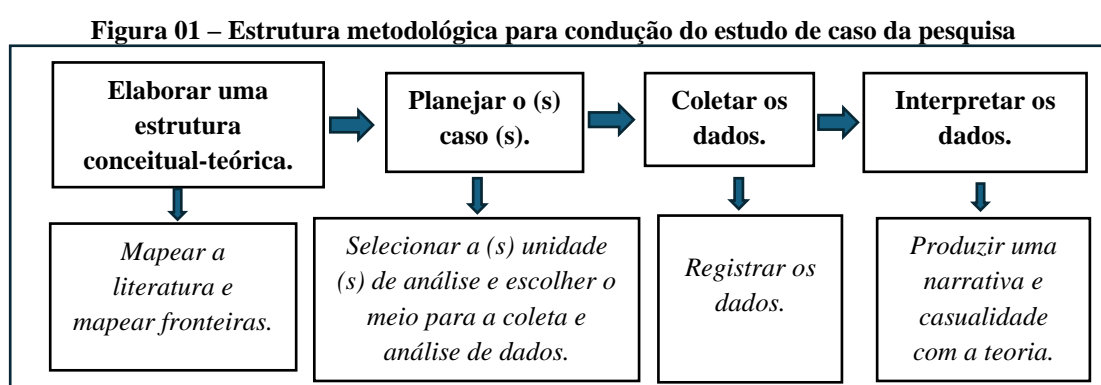 Figura 01 – Estrutura metodológica para condução do estudo de caso da pesquisa
Elaborar uma
estrutura
conceitual-teórica.
Planejar o (s)
caso (s).
Coletar os
dados.
Interpretar os
dados.
Mapear a
literatura e
mapear fronteiras.
Selecionar a (s) unidade
(s) de análise e escolher o
meio para a coleta e
análise de dados.
Registrar os
dados.
Produzir uma
narrativa e
casualidade
com a teoria.